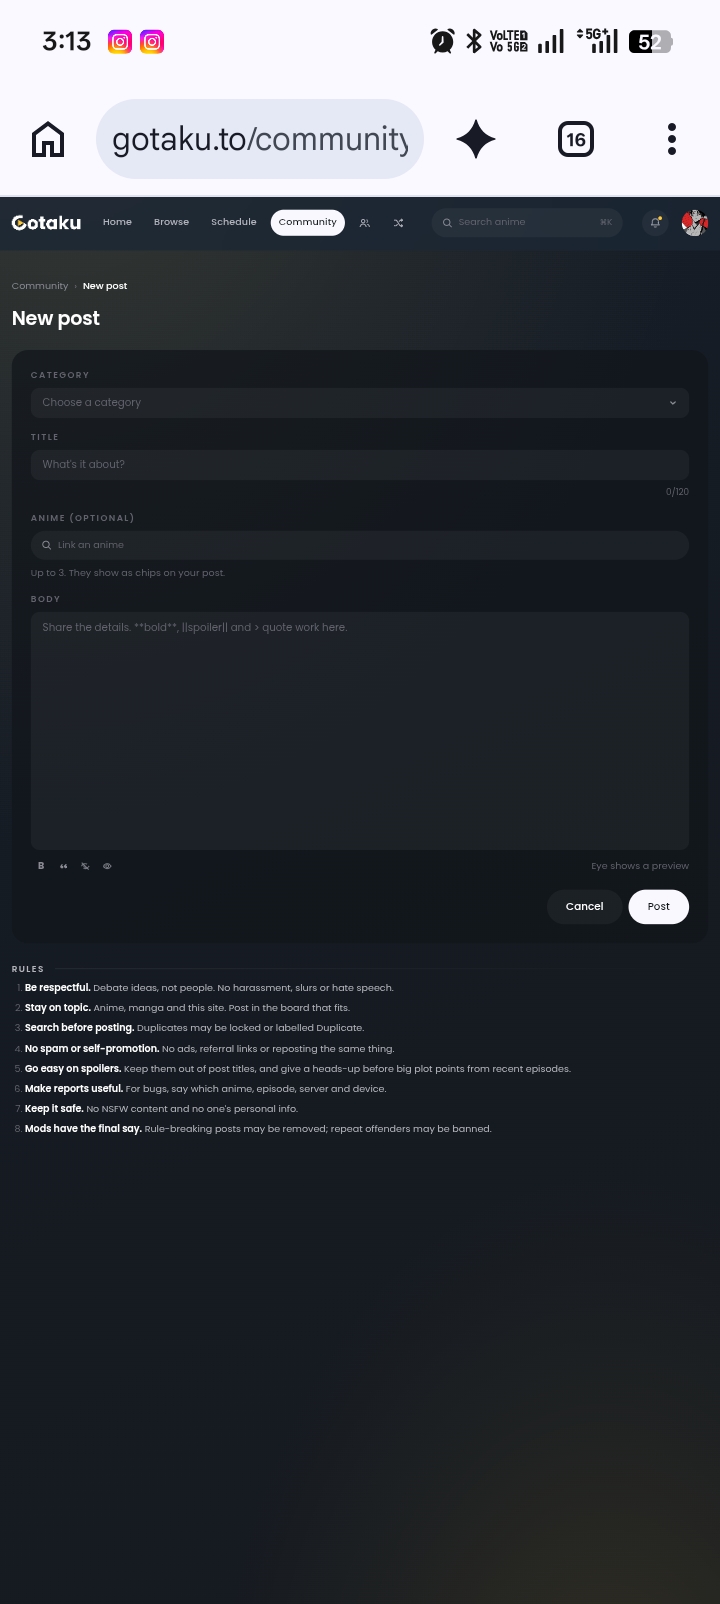 3:13
VoLTE1
Vo 5G2
5G+
52
gotaku.to/community
16
Gotaku
Home
Browse
Schedule
Community
Search anime
⌘K
Community › New post
New post
CATEGORY
Choose a category
TITLE
What's it about?
0/120
ANIME (OPTIONAL)
Link an anime
Up to 3. They show as chips on your post.
BODY
Share the details. **bold**, ||spoiler|| and > quote work here.
B
Eye shows a preview
Cancel
Post
RULES
1. Be respectful. Debate ideas, not people. No harassment, slurs or hate speech.
2. Stay on topic. Anime, manga and this site. Post in the board that fits.
3. Search before posting. Duplicates may be locked or labelled Duplicate.
4. No spam or self-promotion. No ads, referral links or reposting the same thing.
5. Go easy on spoilers. Keep them out of post titles, and give a heads-up before big plot points from recent episodes.
6. Make reports useful. For bugs, say which anime, episode, server and device.
7. Keep it safe. No NSFW content and no one's personal info.
8. Mods have the final say. Rule-breaking posts may be removed; repeat offenders may be banned.